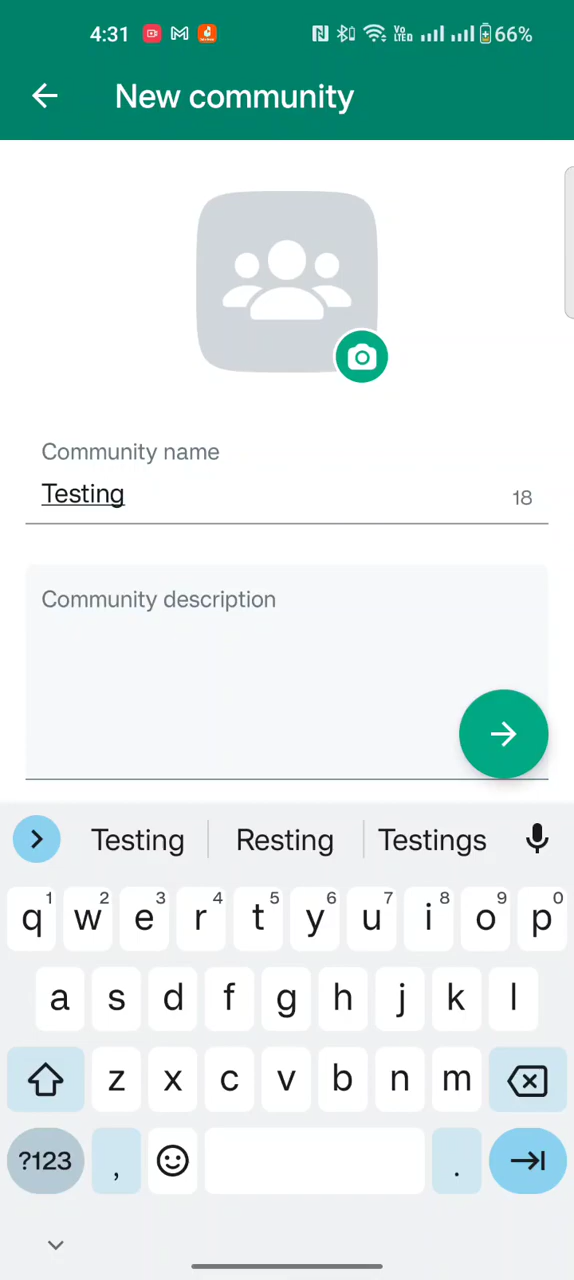 4:31 VoLTE 66%
New community
Community name
Testing 18
Community description
Testing Resting Testings
1 2 3 4 5 6 7 8 9 0
q w e r t y u i o p
a s d f g h j k l
z x c v b n m
?123 , .